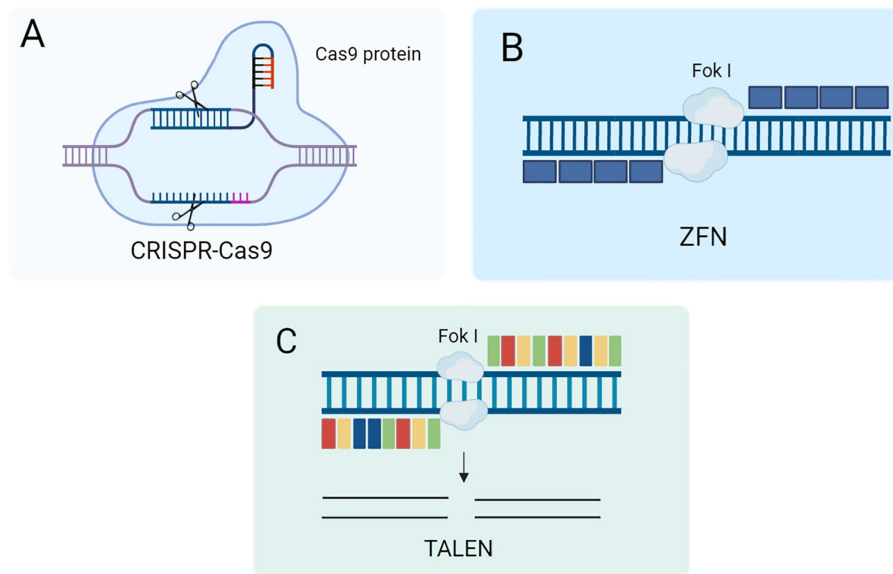 A
Cas9 protein
CRISPR-Cas9
B
Fok I
ZFN
C
Fok I
TALEN